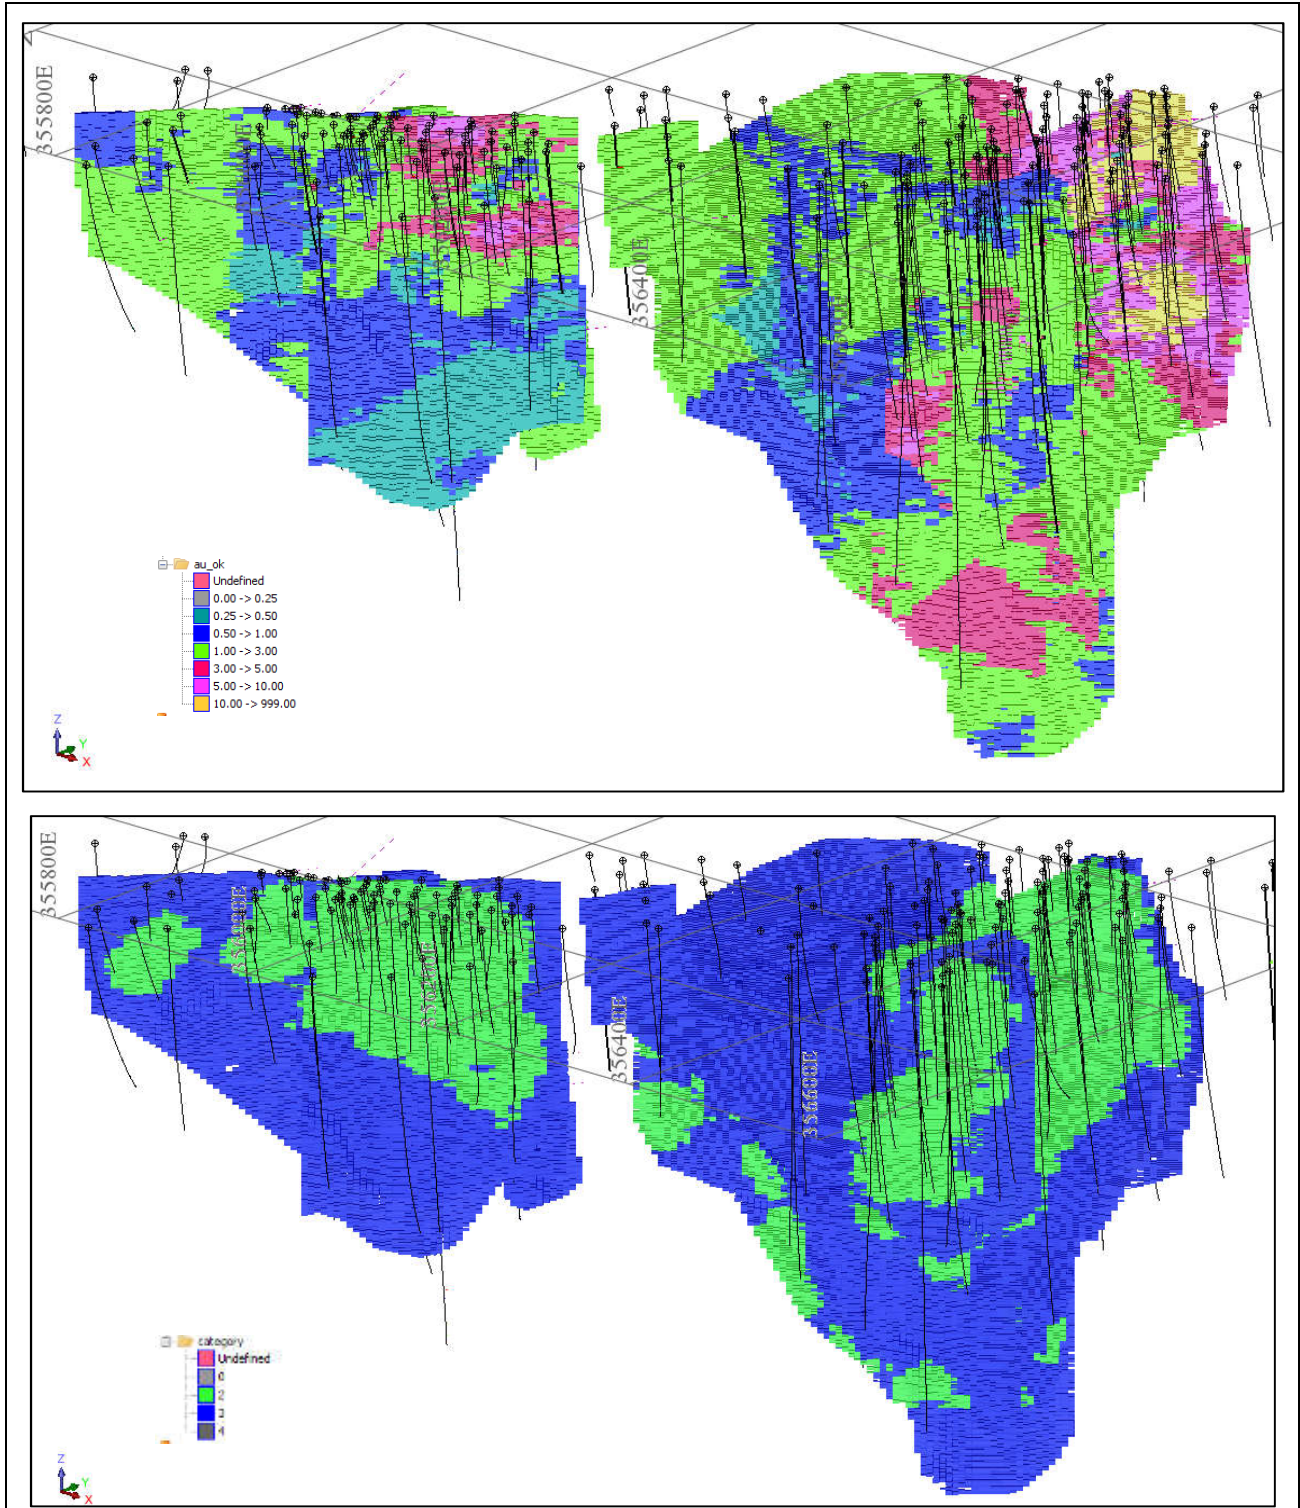 355800E
356400E
au_ok
Undefined
0.00 -> 0.25
0.25 -> 0.50
0.50 -> 1.00
1.00 -> 3.00
3.00 -> 5.00
5.00 -> 10.00
10.00 -> 999.00
Z
Y
X
355800E
356400E
356600E
category
Undefined
0
2
3
4
Z
Y
X